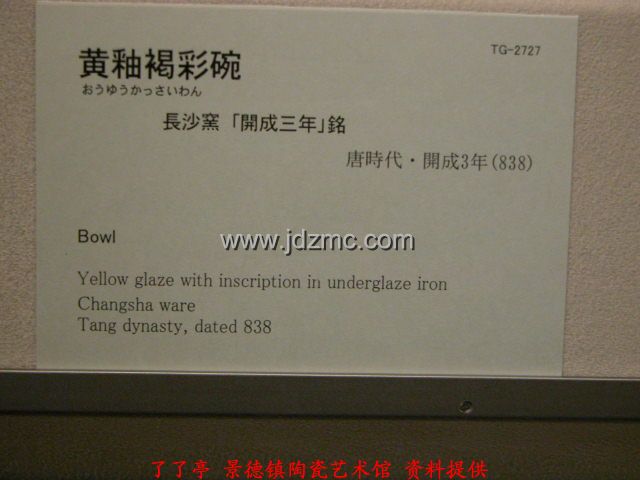 TG-2727
黄釉褐彩碗
おうゆうかっさいわん
長沙窯「開成三年」銘
唐時代・開成3年(838)
Bowl
www.jdzmc.com
Yellow glaze with inscription in underglaze iron
Changsha ware
Tang dynasty, dated 838
了了亭 景德镇陶瓷艺术馆 资料提供